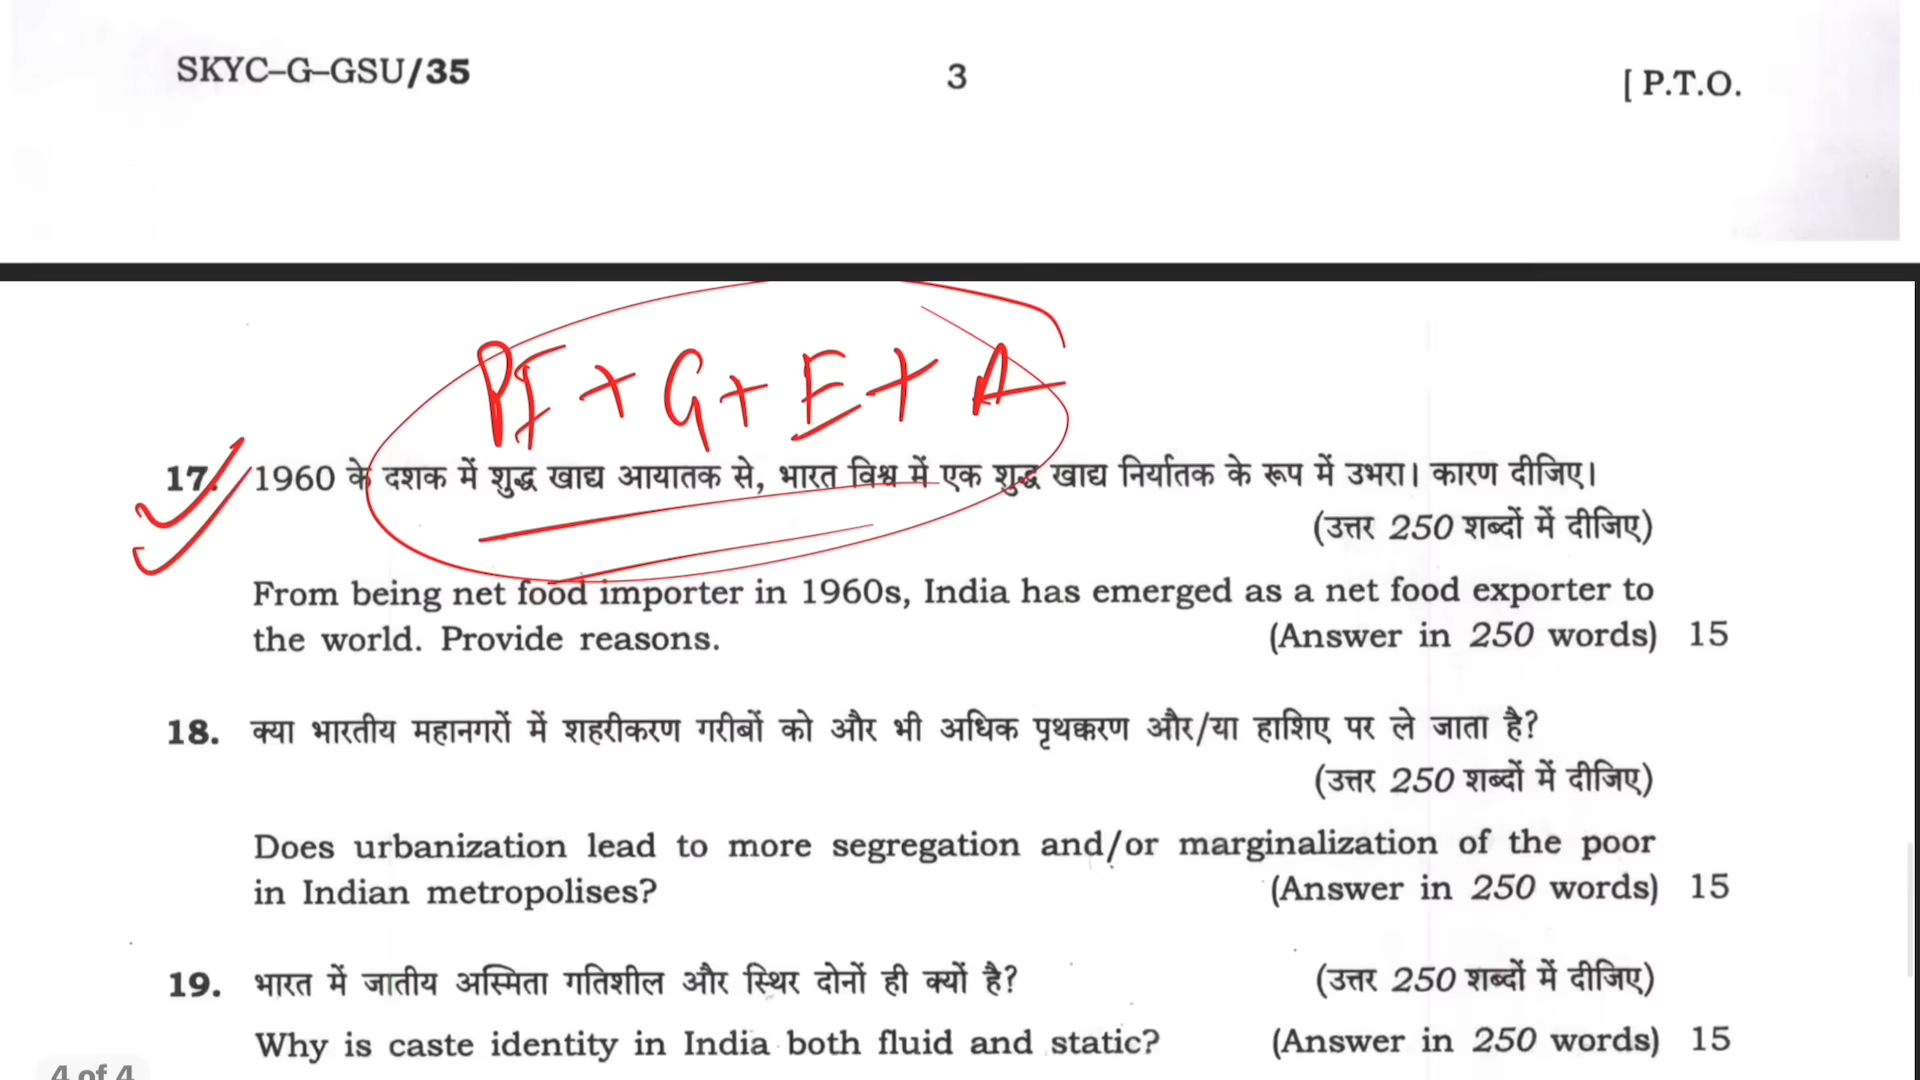 SKYC–G–GSU/35 3 [ P.T.O.
PF + G + E + A
17. 1960 के दशक में शुद्ध खाद्य आयातक से, भारत विश्व में एक शुद्ध खाद्य निर्यातक के रूप में उभरा। कारण दीजिए।
(उत्तर 250 शब्दों में दीजिए)
From being net food importer in 1960s, India has emerged as a net food exporter to
the world. Provide reasons. (Answer in 250 words) 15
18. क्या भारतीय महानगरों में शहरीकरण गरीबों को और भी अधिक पृथक्करण और/या हाशिए पर ले जाता है?
(उत्तर 250 शब्दों में दीजिए)
Does urbanization lead to more segregation and/or marginalization of the poor
in Indian metropolises? (Answer in 250 words) 15
19. भारत में जातीय अस्मिता गतिशील और स्थिर दोनों ही क्यों है? (उत्तर 250 शब्दों में दीजिए)
Why is caste identity in India both fluid and static? (Answer in 250 words) 15
4 of 4